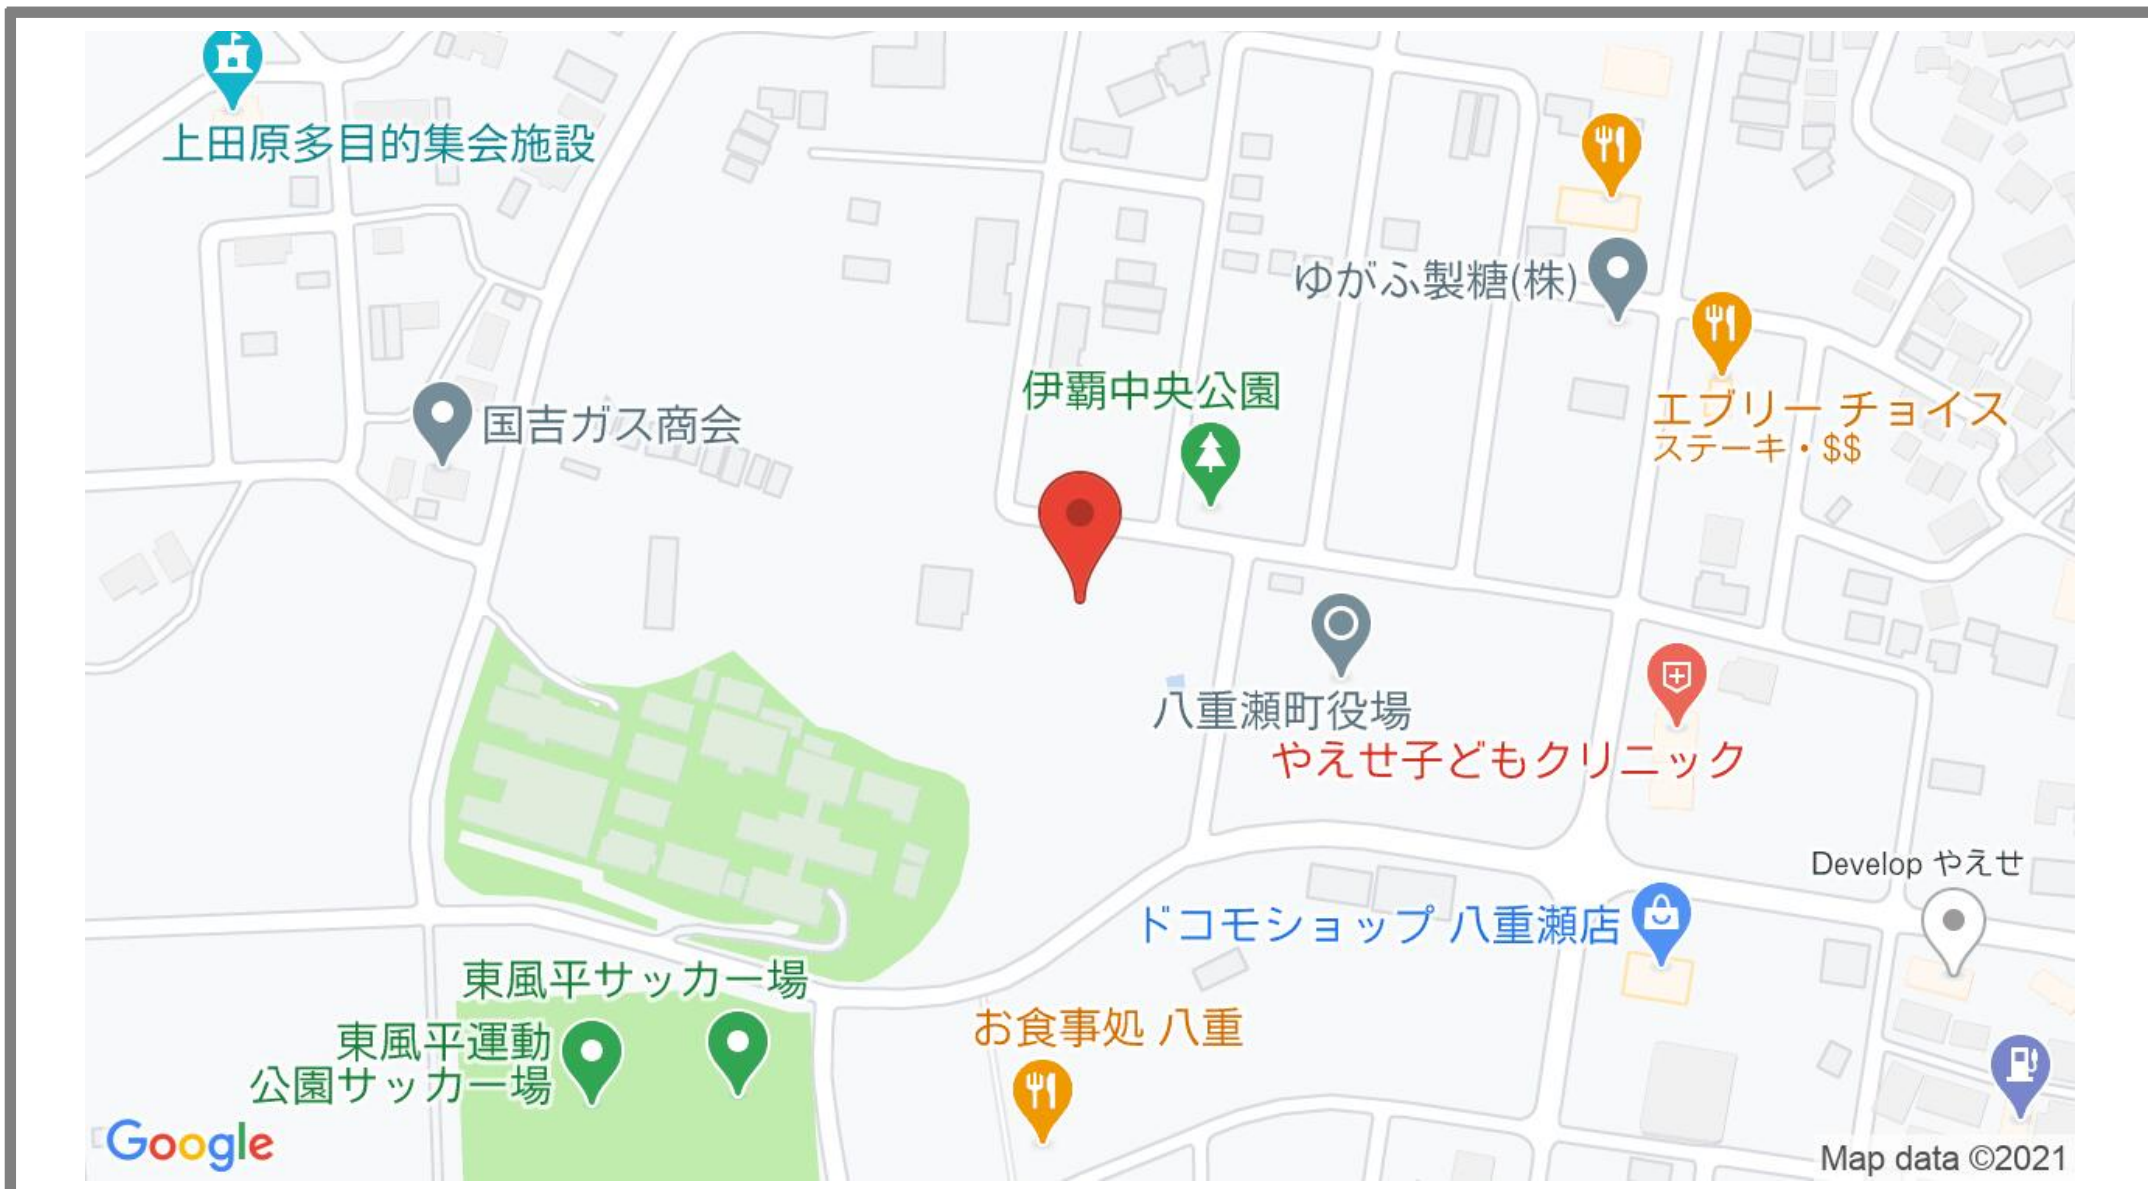 上田原多目的集会施設
ゆがふ製糖(株)
伊覇中央公園
国吉ガス商会
エブリー チョイス
ステーキ・$$
八重瀬町役場
やえせ子どもクリニック
Develop やえせ
ドコモショップ 八重瀬店
東風平サッカー場
東風平運動
公園サッカー場
お食事処 八重
Google
Map data ©2021